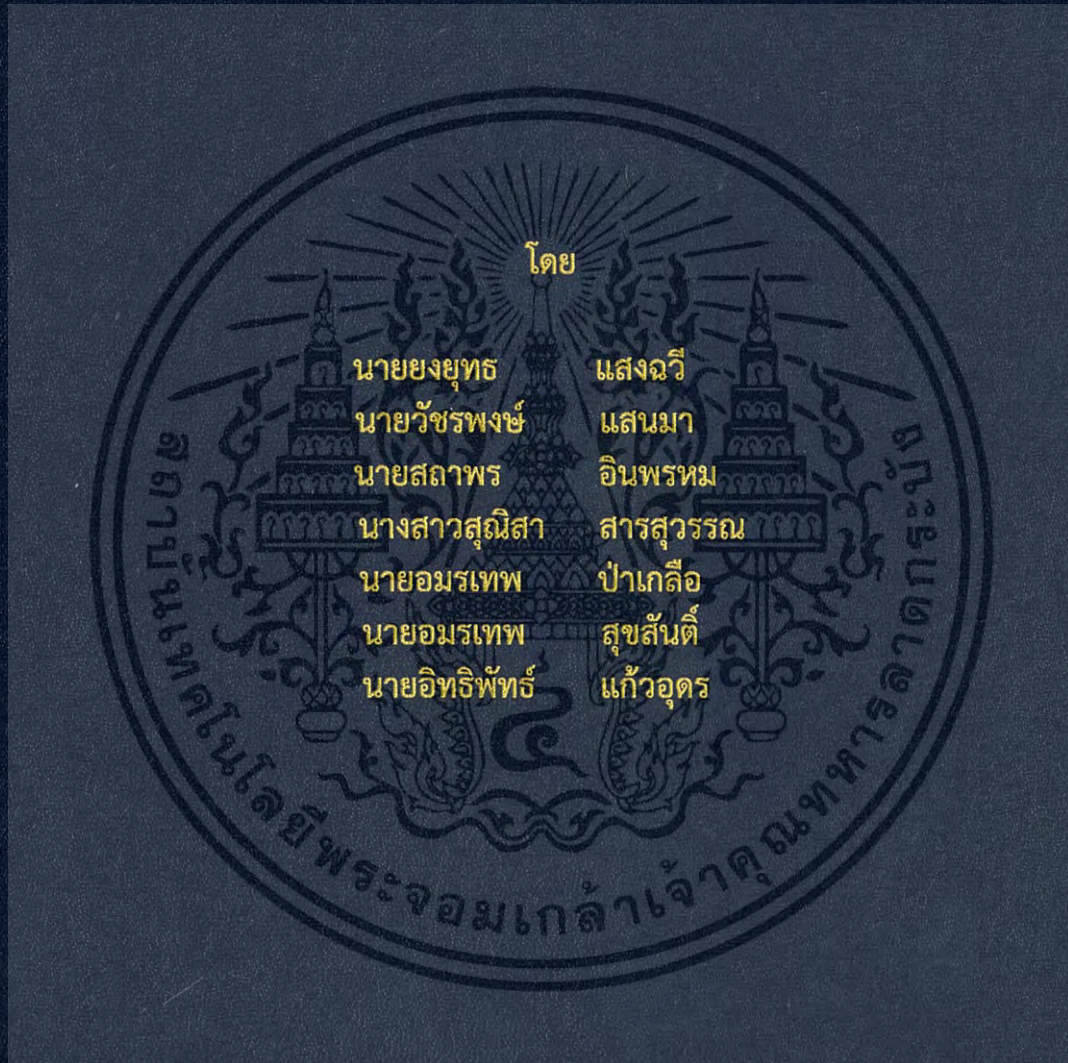 โดย
นายยงยุทธ แสงฉวี
นายวัชรพงษ์ แสนมา
นายสถาพร อินพรหม
นางสาวสุณิสา สารสุวรรณ
นายอมรเทพ ป่าเกลือ
นายอมรเทพ สุขสันติ์
นายอิทธิพัทธ์ แก้วอุดร
๔
สถาบันเทคโนโลยีพระจอมเกล้าเจ้าคุณทหารลาดกระบัง